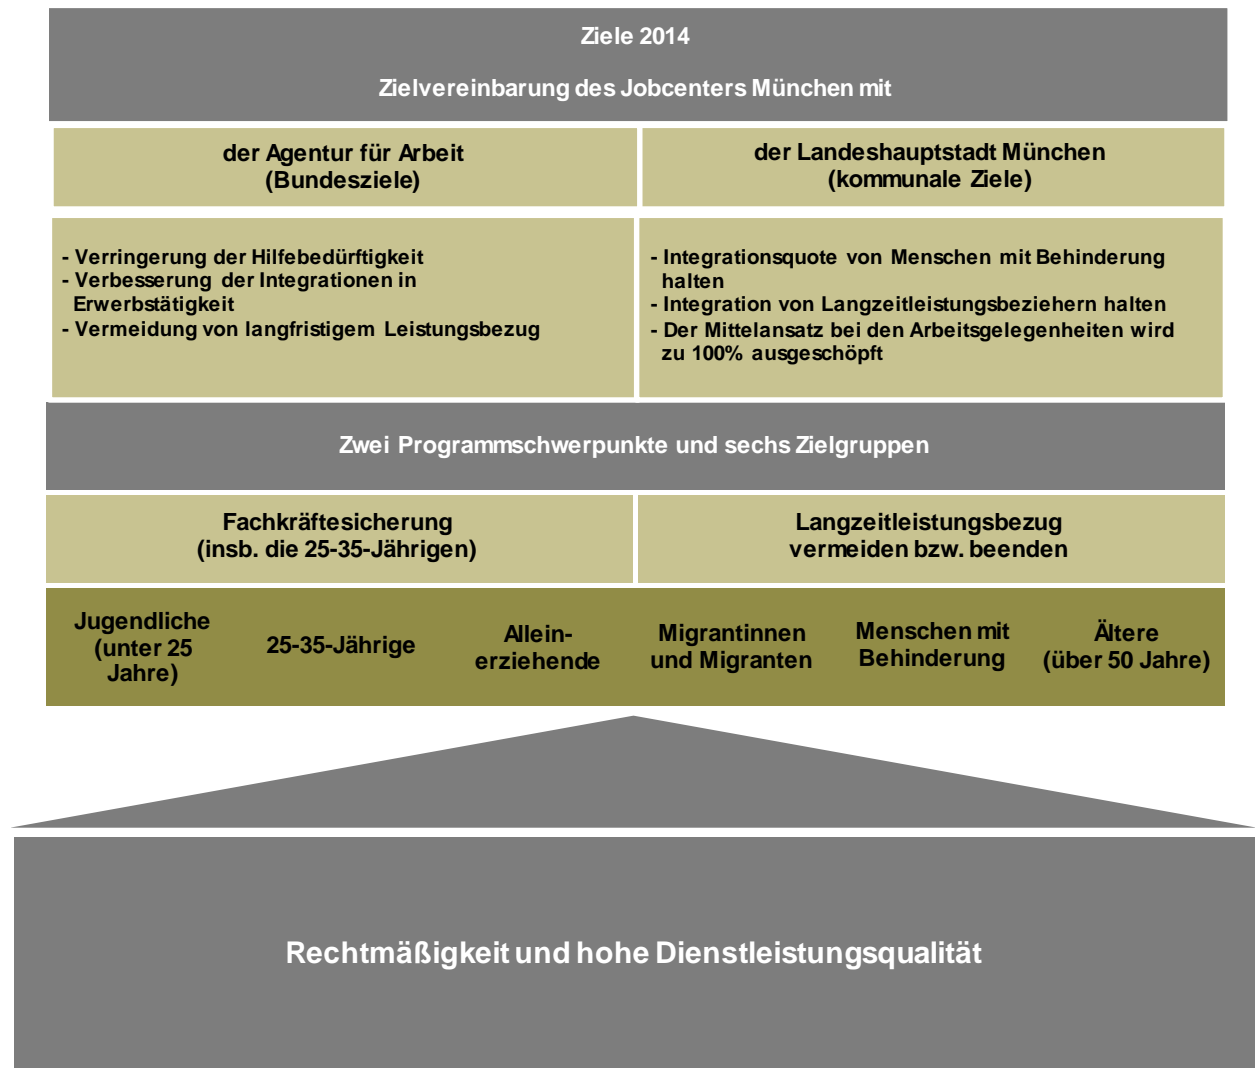 Ziele 2014
Zielvereinbarung des Jobcenters München mit
der Agentur für Arbeit
(Bundesziele)
der Landeshauptstadt München
(kommunale Ziele)
- Verringerung der Hilfebedürftigkeit
- Verbesserung der Integrationen in
Erwerbstätigkeit
- Vermeidung von langfristigem Leistungsbezug
- Integrationsquote von Menschen mit Behinderung
halten
- Integration von Langzeitleistungsbeziehern halten
- Der Mittelansatz bei den Arbeitsgelegenheiten wird
zu 100% ausgeschöpft
Zwei Programmschwerpunkte und sechs Zielgruppen
Fachkräftesicherung
(insb. die 25-35-Jährigen)
Langzeitleistungsbezug
vermeiden bzw. beenden
Jugendliche
(unter 25
Jahre)
25-35-Jährige
Allein-
erziehende
Migrantinnen
und Migranten
Menschen mit
Behinderung
Ältere
(über 50 Jahre)
Rechtmäßigkeit und hohe Dienstleistungsqualität